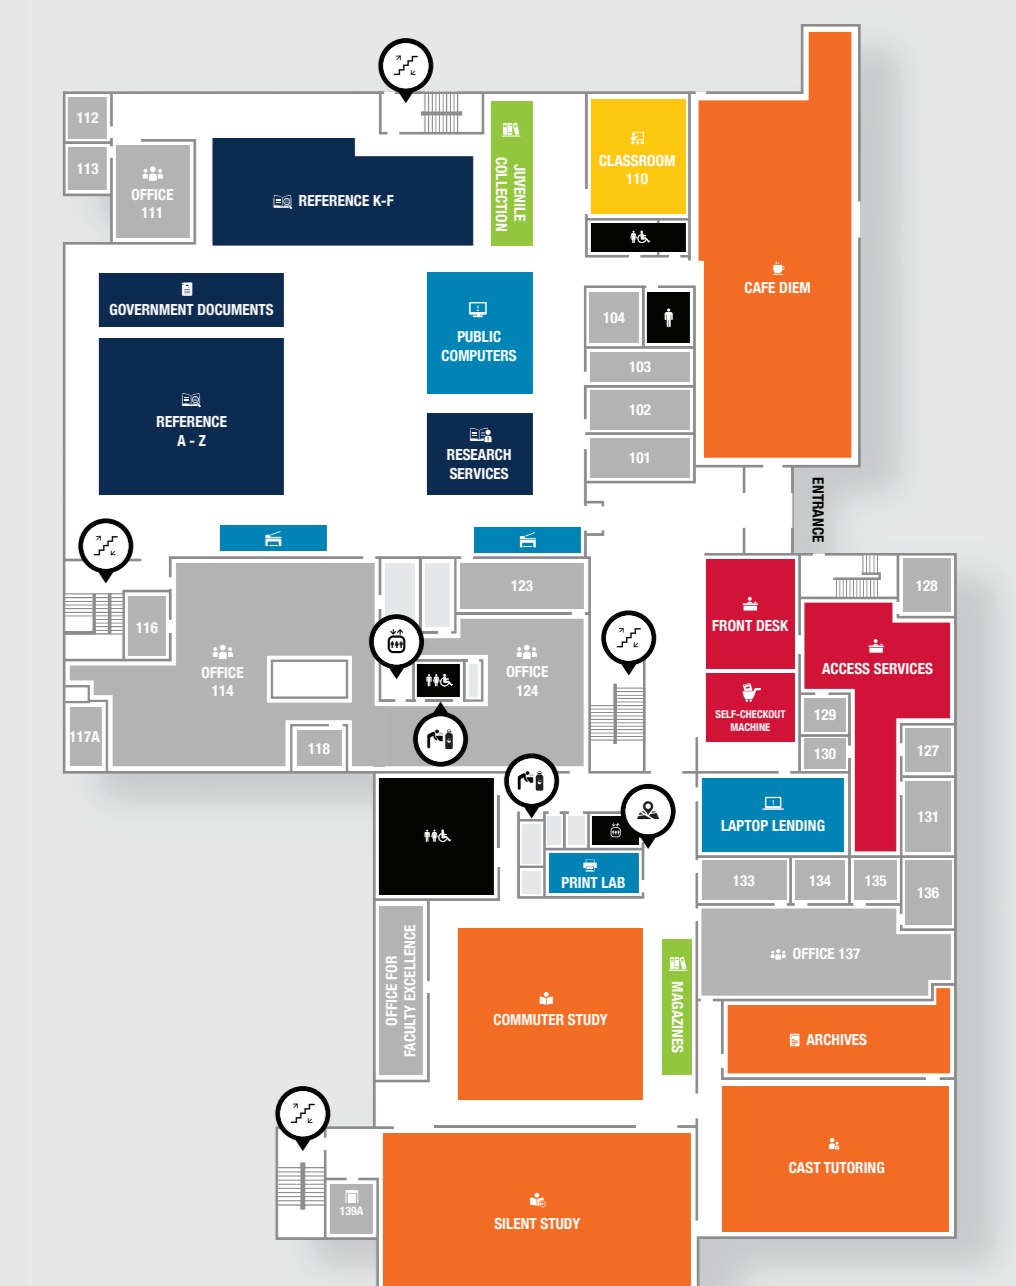 112
113
OFFICE
111
REFERENCE K-F
JUVENILE
COLLECTION
CLASSROOM
110
CAFE DIEM
GOVERNMENT DOCUMENTS
PUBLIC
COMPUTERS
104
103
102
101
REFERENCE
A - Z
RESEARCH
SERVICES
ENTRANCE
123
116
OFFICE
114
OFFICE
124
117A
118
FRONT DESK
SELF-CHECKOUT
MACHINE
128
ACCESS SERVICES
129
130
127
131
LAPTOP LENDING
PRINT LAB
133
134
135
136
OFFICE 137
OFFICE FOR
FACULTY EXCELLENCE
COMMUTER STUDY
MAGAZINES
ARCHIVES
CAST TUTORING
139A
SILENT STUDY